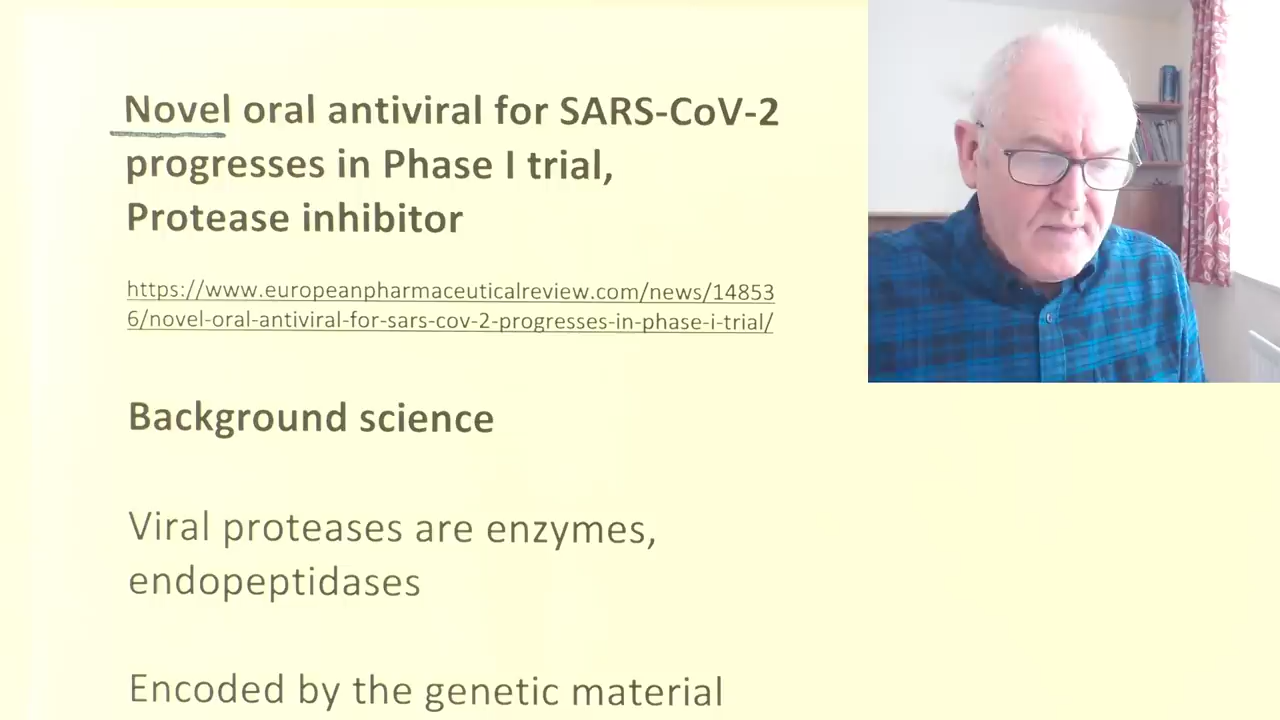 Novel oral antiviral for SARS-CoV-2
progresses in Phase I trial,
Protease inhibitor
https://www.europeanpharmaceuticalreview.com/news/14853
6/novel-oral-antiviral-for-sars-cov-2-progresses-in-phase-i-trial/
Background science
Viral proteases are enzymes,
endopeptidases
Encoded by the genetic material